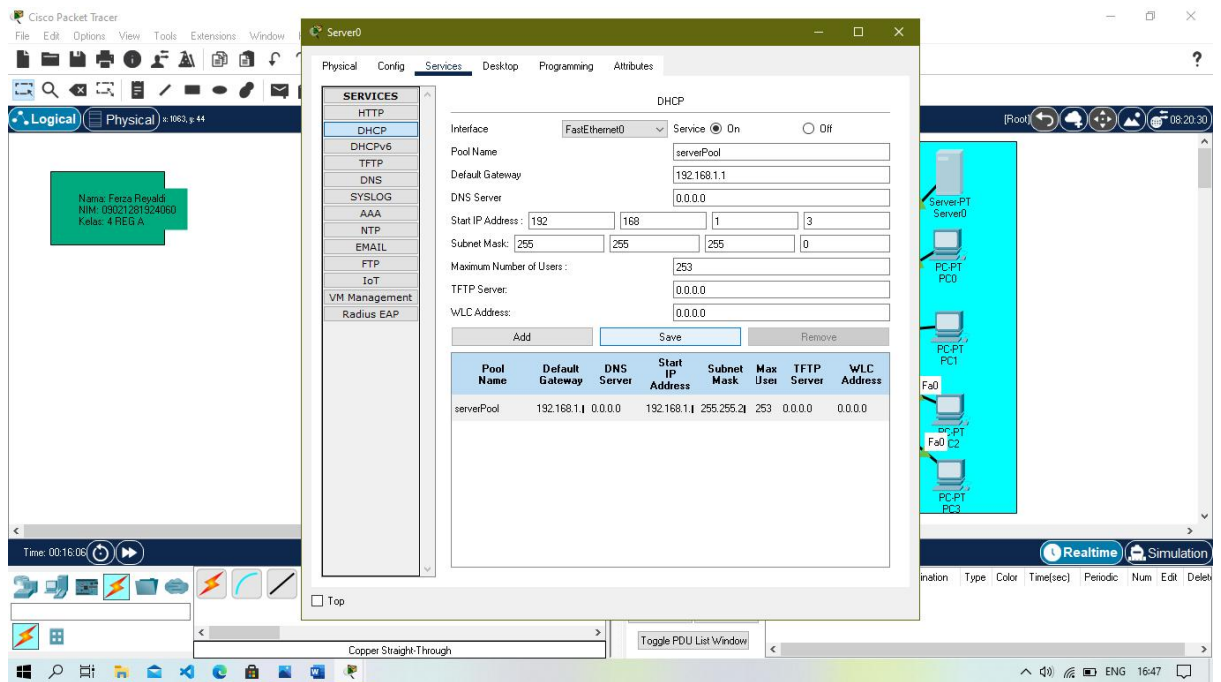 Cisco Packet Tracer
File Edit Options View Tools Extensions Window
Server0
Physical Config Services Desktop Programming Attributes
Logical
Physical
x: 1063, y: 44
[Root]
08:20:30
Nama: Ferza Reyaldi
NIM: 09021281924060
Kelas: 4 REG A
SERVICES
HTTP
DHCP
DHCPv6
TFTP
DNS
SYSLOG
AAA
NTP
EMAIL
FTP
IoT
VM Management
Radius EAP
DHCP
Interface FastEthernet0 Service On Off
Pool Name serverPool
Default Gateway 192.168.1.1
DNS Server 0.0.0.0
Start IP Address : 192 168 1 3
Subnet Mask: 255 255 255 0
Maximum Number of Users : 253
TFTP Server: 0.0.0.0
WLC Address: 0.0.0.0
Add Save Remove
Pool Name Default Gateway DNS Server Start IP Address Subnet Mask Max User TFTP Server WLC Address
serverPool 192.168.1. 0.0.0.0 192.168.1. 255.255.2 253 0.0.0.0 0.0.0.0
Top
Server-PT
Server0
PC-PT
PC0
PC-PT
PC1
Fa0
PC-PT
Fa0 C2
PC-PT
PC3
Time: 00:16:06
Realtime
Simulation
ination Type Color Time(sec) Periodic Num Edit Delet
Toggle PDU List Window
Copper Straight-Through
ENG 16:47